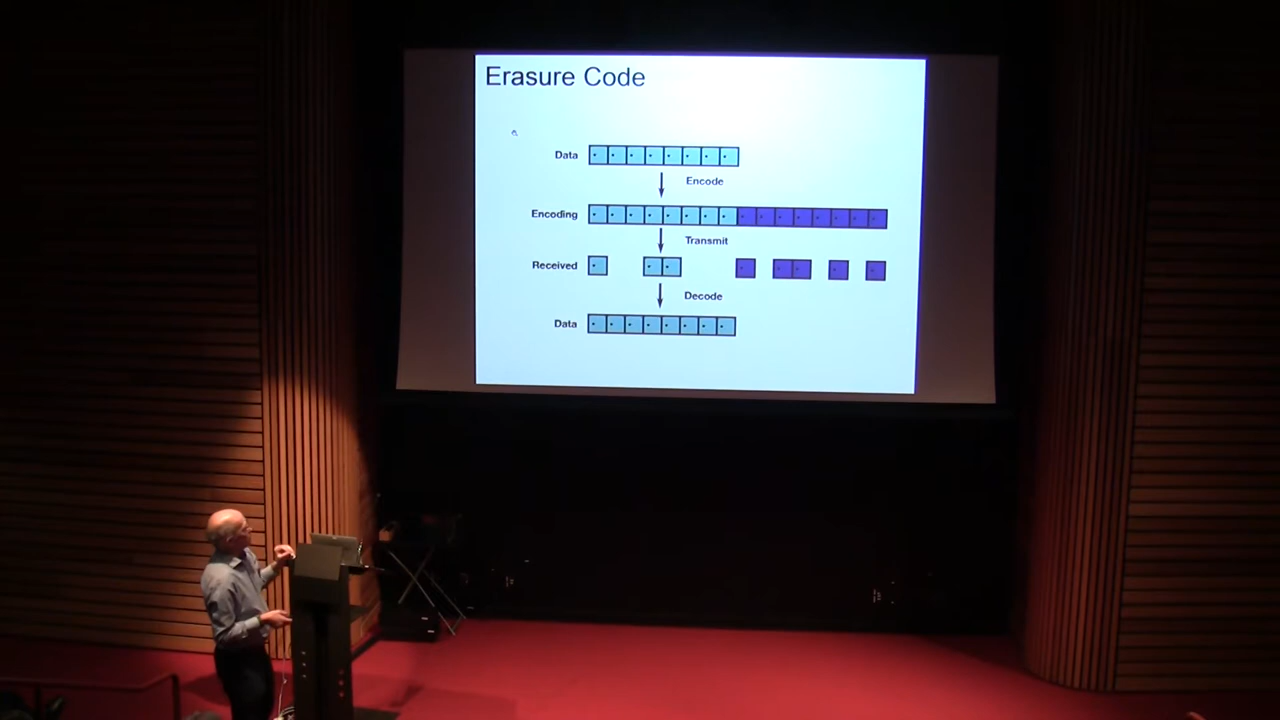 Erasure Code
Data
Encode
Encoding
Transmit
Received
Decode
Data